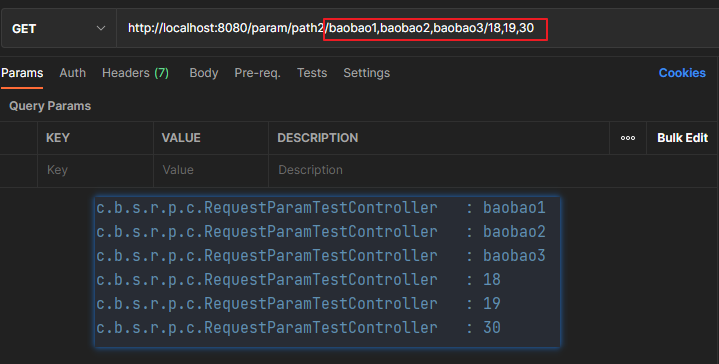 GET http://localhost:8080/param/path2/baobao1,baobao2,baobao3/18,19,30
Params Auth Headers (7) Body Pre-req. Tests Settings Cookies
Query Params
KEY VALUE DESCRIPTION ooo Bulk Edit
Key Value Description
c.b.s.r.p.c.RequestParamTestController : baobao1
c.b.s.r.p.c.RequestParamTestController : baobao2
c.b.s.r.p.c.RequestParamTestController : baobao3
c.b.s.r.p.c.RequestParamTestController : 18
c.b.s.r.p.c.RequestParamTestController : 19
c.b.s.r.p.c.RequestParamTestController : 30